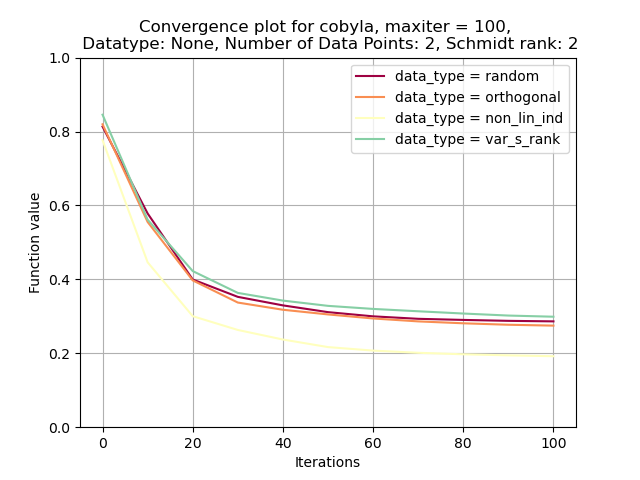 Convergence plot for cobyla, maxiter = 100,
Datatype: None, Number of Data Points: 2, Schmidt rank: 2
1.0
0.8
0.6
0.4
0.2
0.0
Function value
data_type = random
data_type = orthogonal
data_type = non_lin_ind
data_type = var_s_rank
0 20 40 60 80 100
Iterations